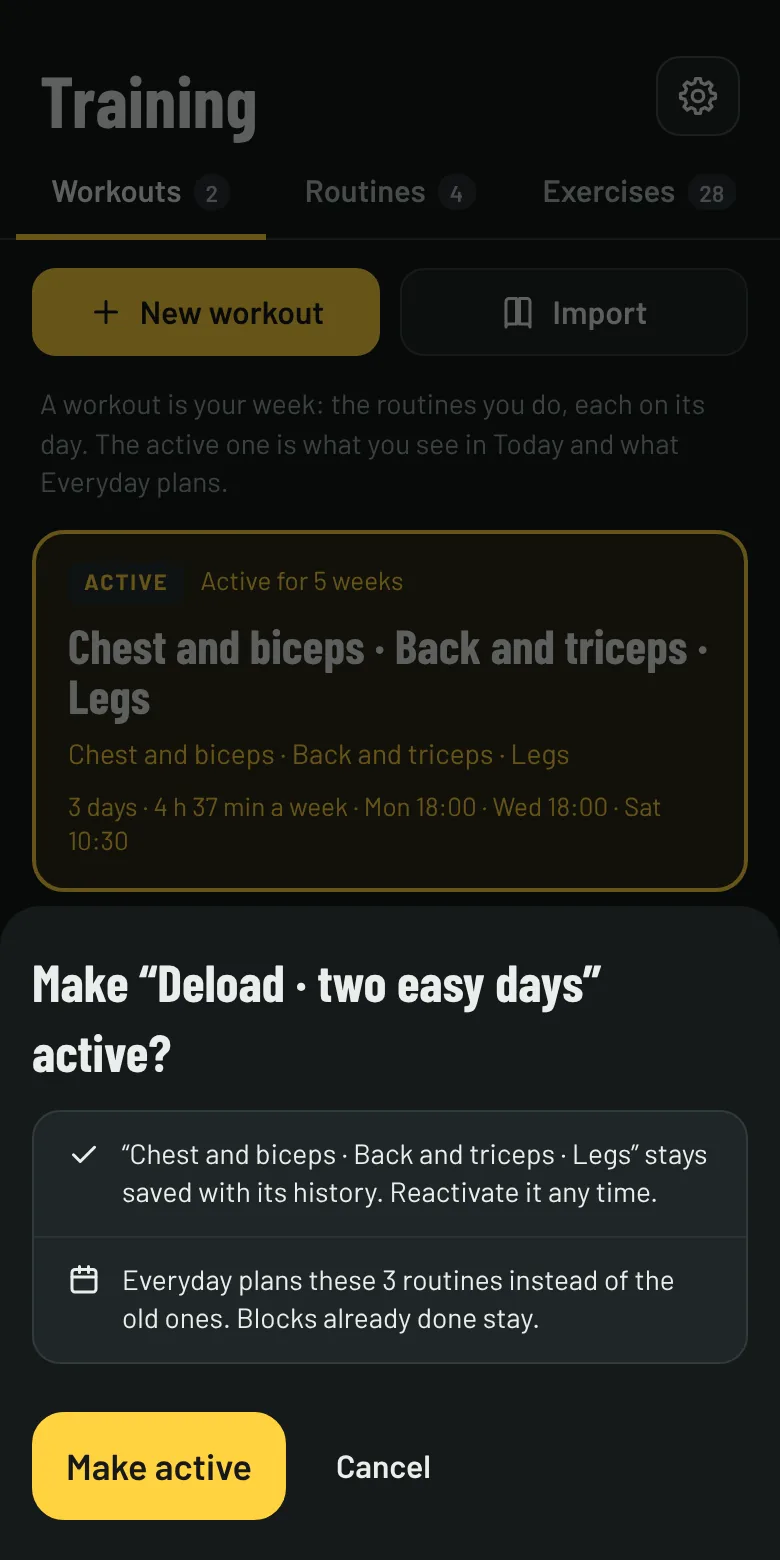 Training
Workouts 2 Routines 4 Exercises 28
New workout Import
A workout is your week: the routines you do, each on its
day. The active one is what you see in Today and what
Everyday plans.
ACTIVE Active for 5 weeks
Chest and biceps · Back and triceps ·
Legs
Chest and biceps · Back and triceps · Legs
3 days · 4 h 37 min a week · Mon 18:00 · Wed 18:00 · Sat
10:30
Make “Deload · two easy days”
active?
“Chest and biceps · Back and triceps · Legs” stays
saved with its history. Reactivate it any time.
Everyday plans these 3 routines instead of the
old ones. Blocks already done stay.
Make active Cancel